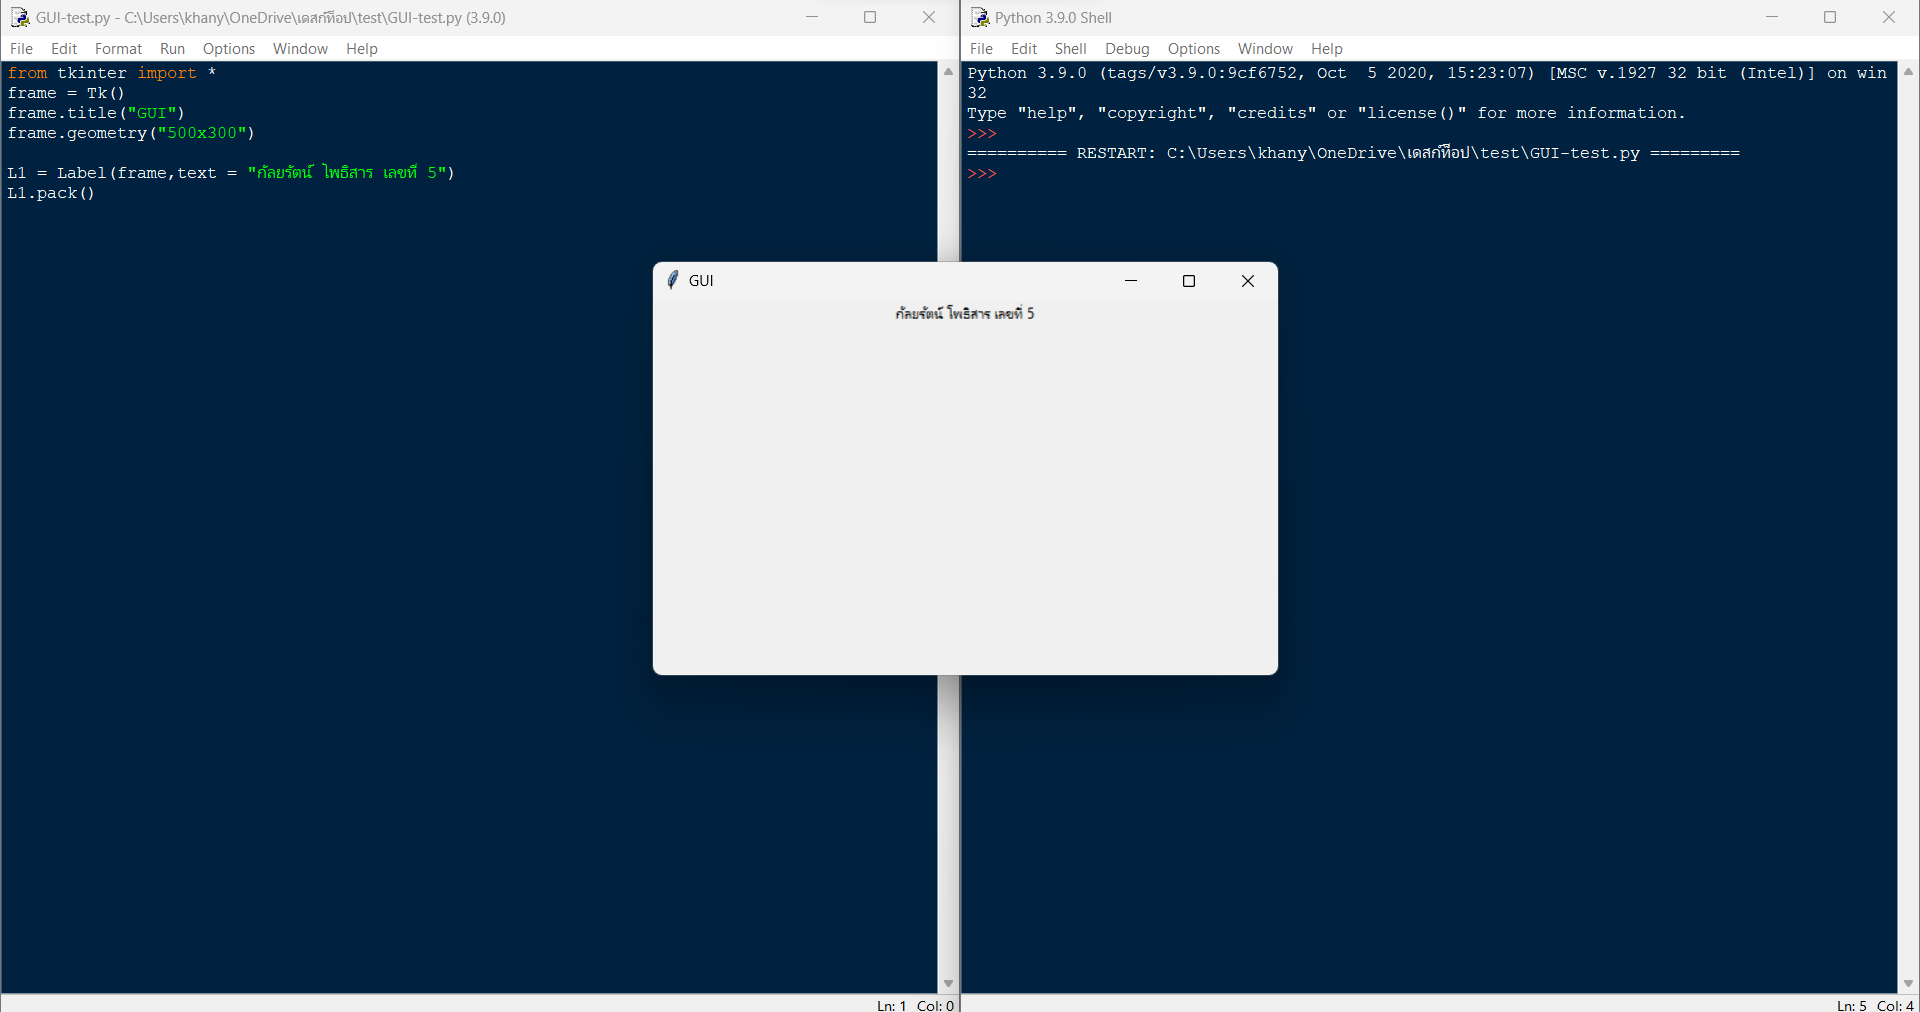 GUI-test.py - C:\Users\khany\OneDrive\เดสก์ท็อป\test\GUI-test.py (3.9.0)
File Edit Format Run Options Window Help
from tkinter import *
frame = Tk()
frame.title("GUI")
frame.geometry("500x300")
L1 = Label(frame,text = "กัลยรัตน์ โพธิสาร เลขที่ 5")
L1.pack()
Ln: 1 Col: 0
Python 3.9.0 Shell
File Edit Shell Debug Options Window Help
Python 3.9.0 (tags/v3.9.0:9cf6752, Oct  5 2020, 15:23:07) [MSC v.1927 32 bit (Intel)] on win
32
Type "help", "copyright", "credits" or "license()" for more information.
>>>
========== RESTART: C:\Users\khany\OneDrive\เดสก์ท็อป\test\GUI-test.py =========
>>>
Ln: 5 Col: 4
GUI
กัลยรัตน์ โพธิสาร เลขที่ 5